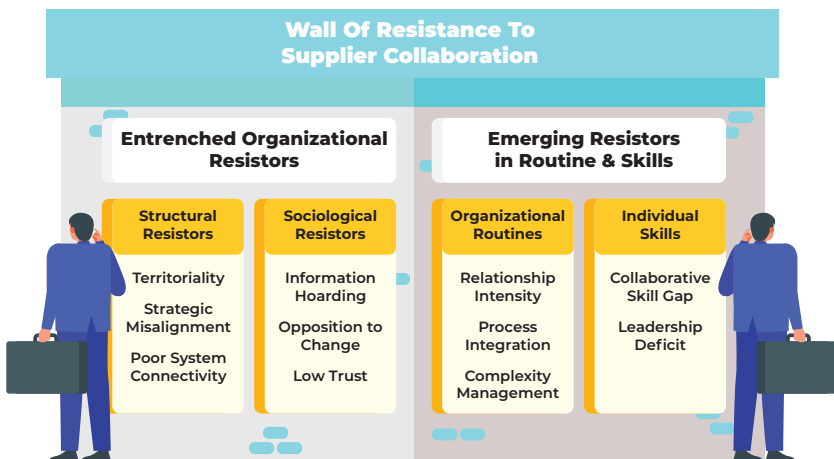 Wall Of Resistance To
Supplier Collaboration
Entrenched Organizational
Resistors
Structural
Resistors
Territoriality
Strategic
Misalignment
Poor System
Connectivity
Sociological
Resistors
Information
Hoarding
Opposition to
Change
Low Trust
Emerging Resistors
in Routine & Skills
Organizational
Routines
Relationship
Intensity
Process
Integration
Complexity
Management
Individual
Skills
Collaborative
Skill Gap
Leadership
Deficit